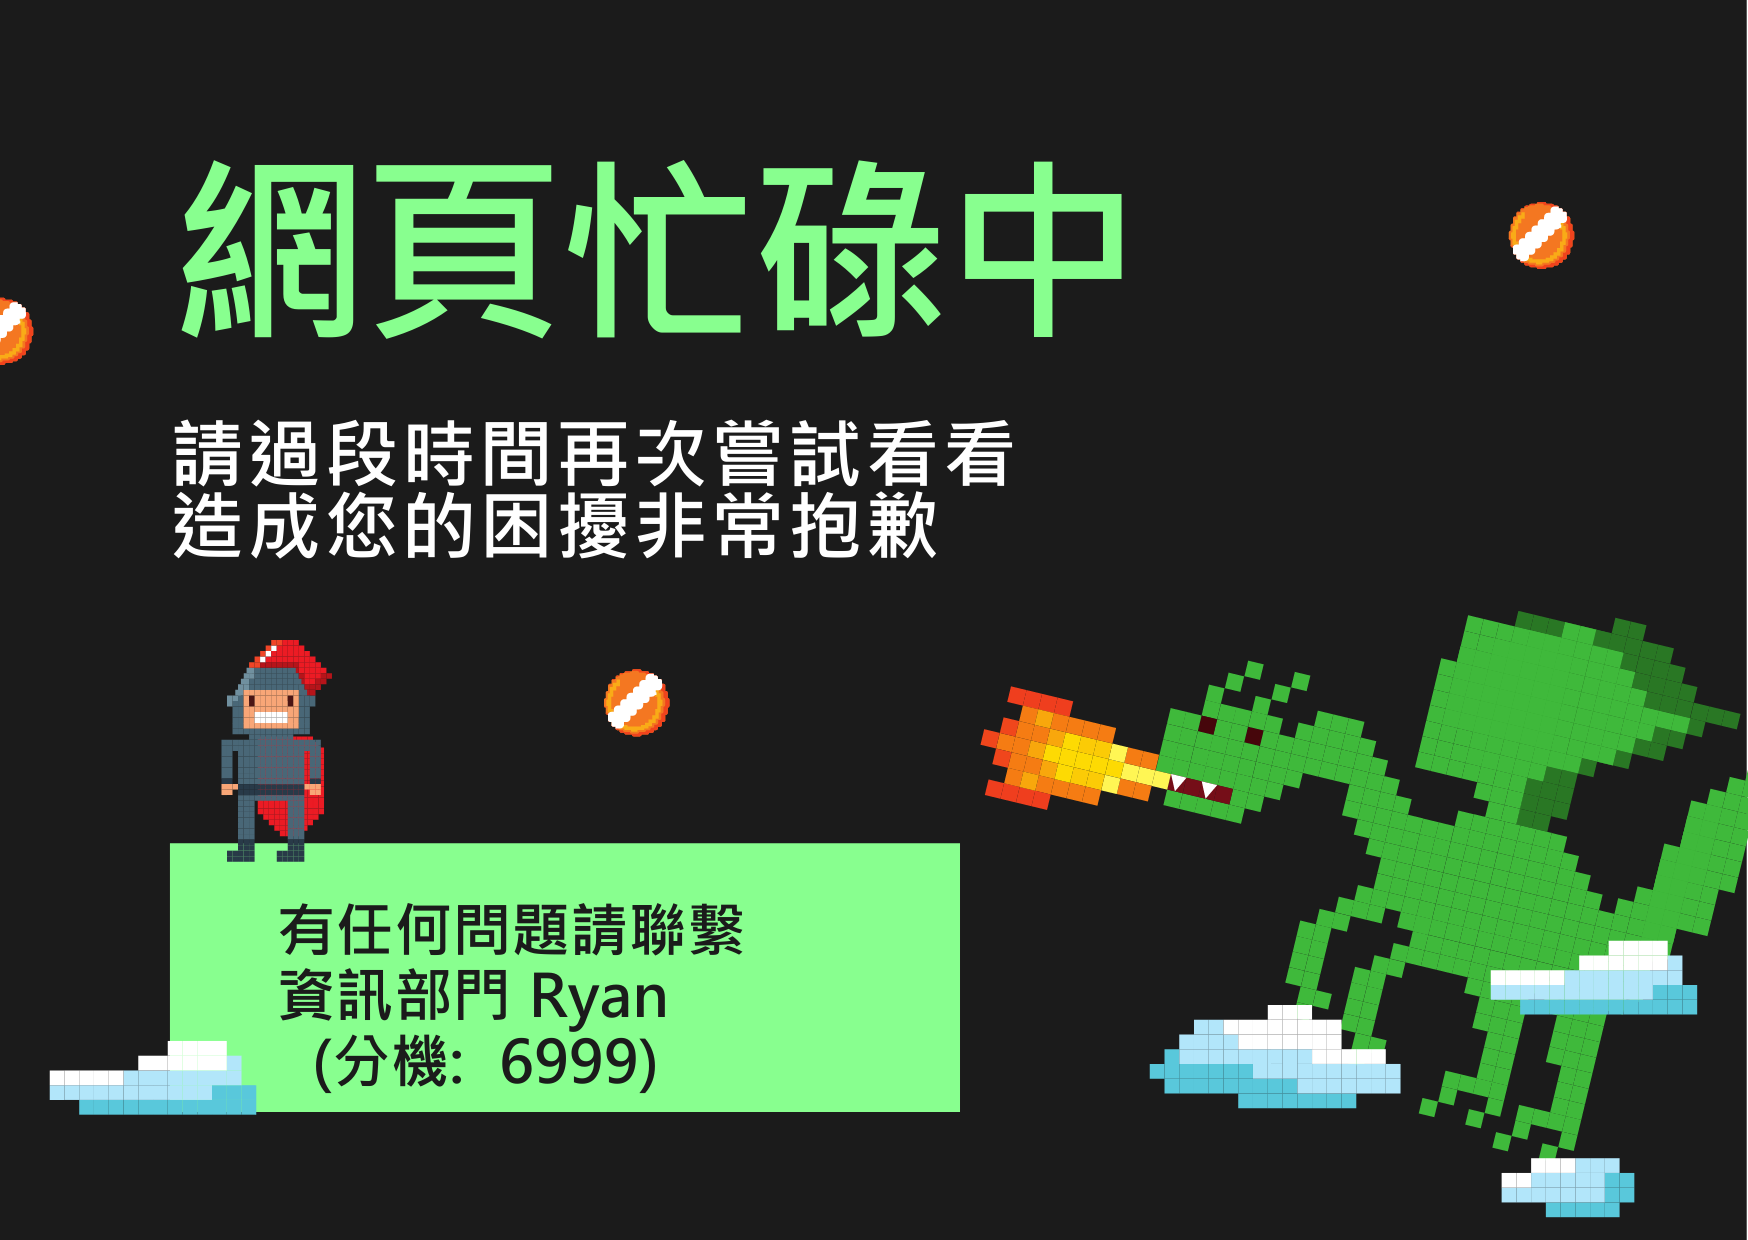 網頁忙碌中
請過段時間再次嘗試看看
造成您的困擾非常抱歉
有任何問題請聯繫
資訊部門 Ryan
(分機: 6999)